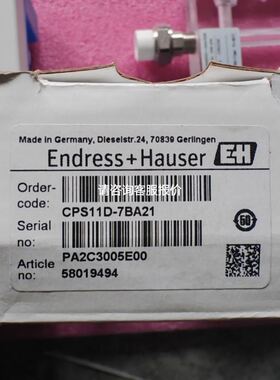 Made in Germany, Dieselstr.24, 70839 Gerlingen
Endress+Hauser EH
请咨询客服报价
Order-
code: CPS11D-7BA21
Serial
no: PA2C3005E00
Article
no: 58019494